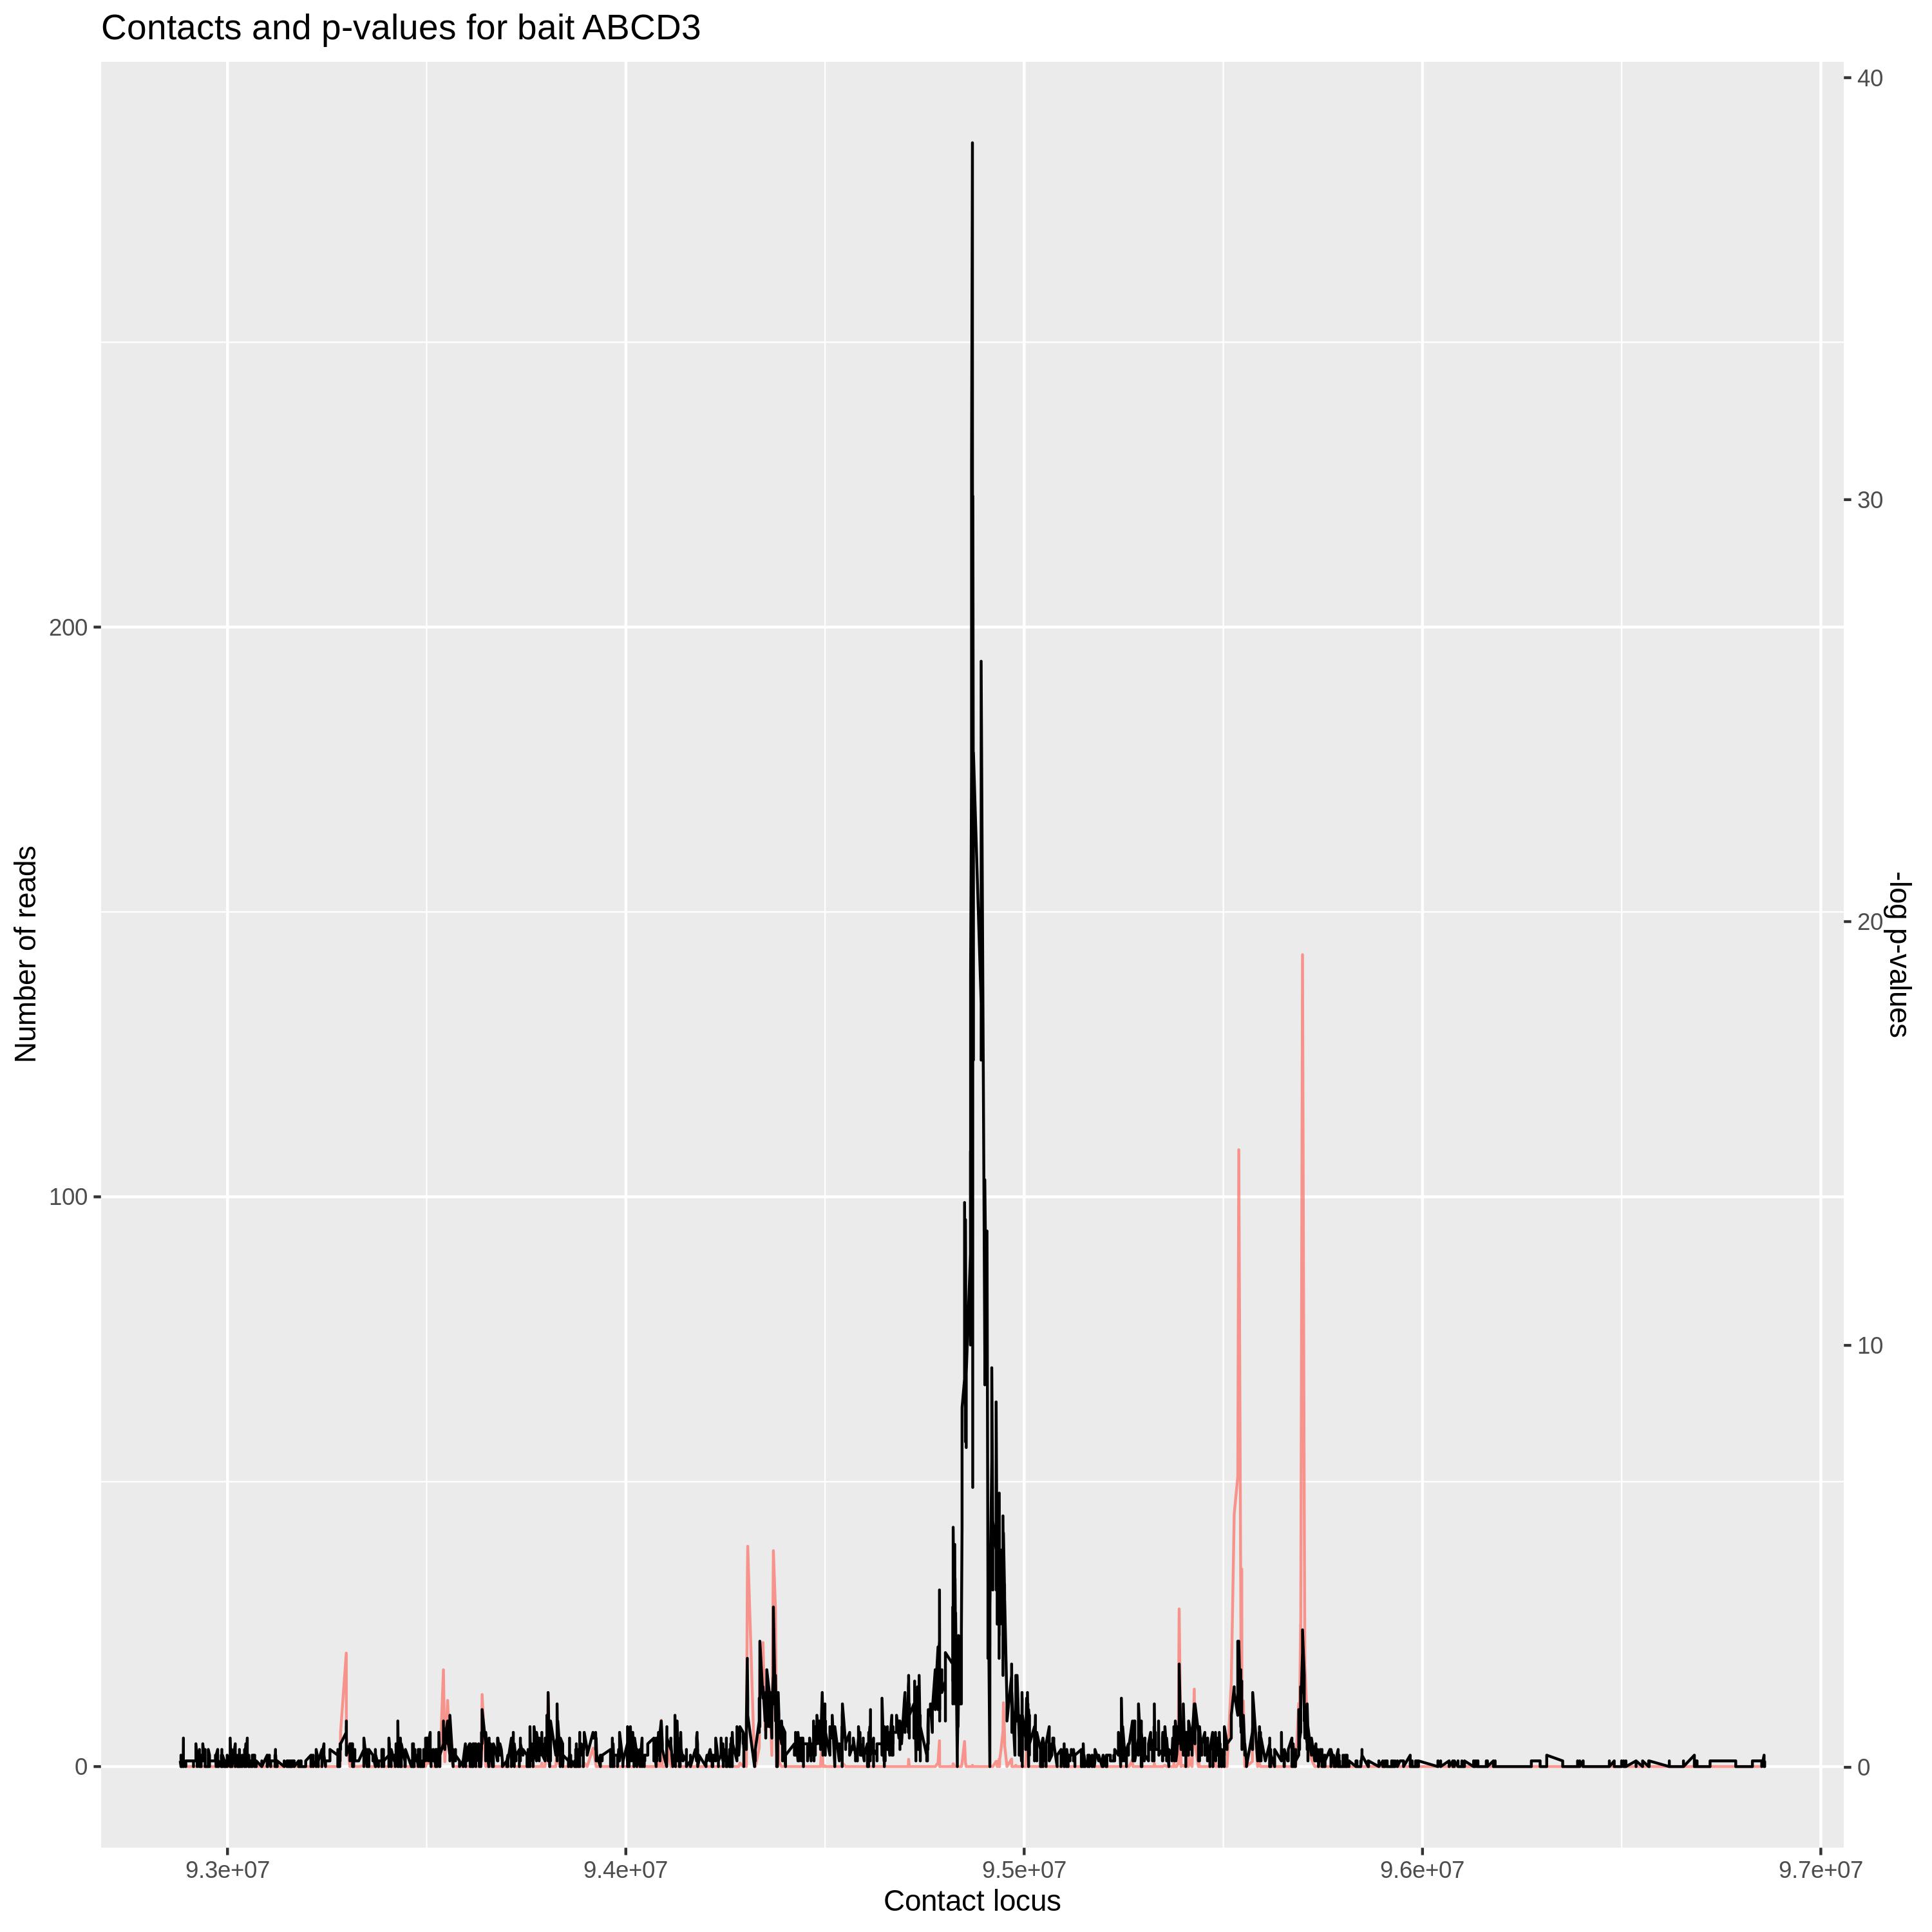 Contacts and p-values for bait ABCD3
40
30
200
20
100
10
0
0
Number of reads
-log p-values
9.3e+07 9.4e+07 9.5e+07 9.6e+07 9.7e+07
Contact locus